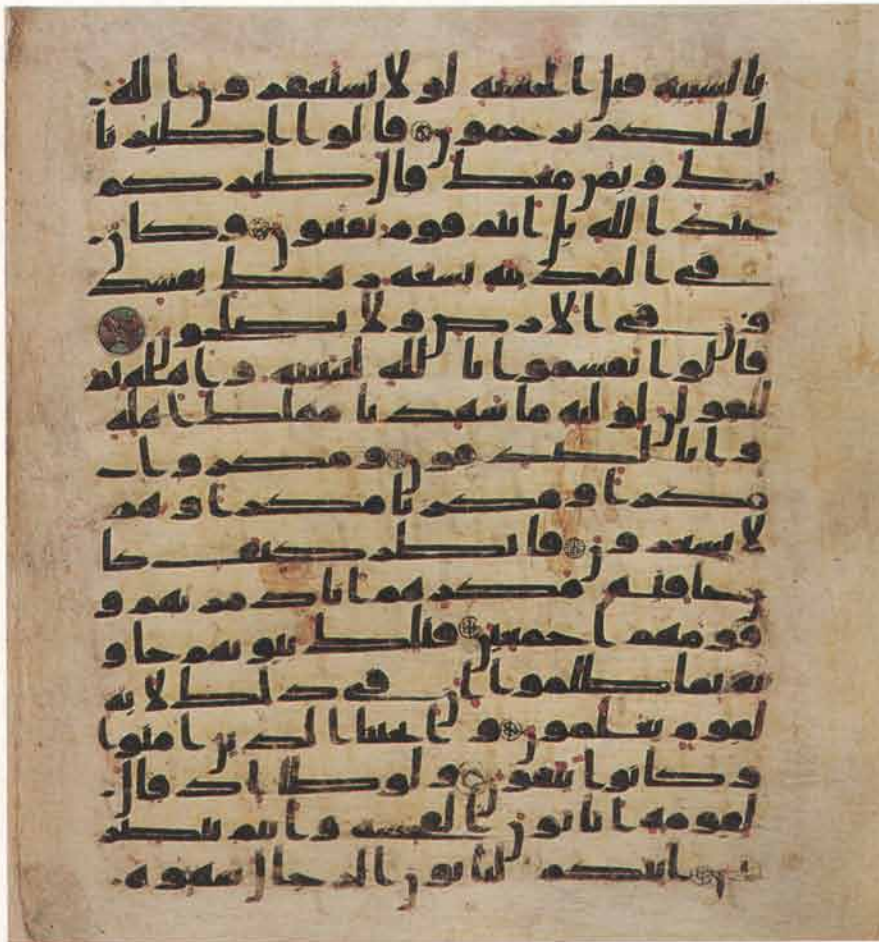 بالسيئة قبل الحسنة لولا تستغفرون الله
لعلكم ترحمون قالوا اطيرنا
بك وبمن معك قال طئركم
عند الله بل انتم قوم تفتنون وكان
في المدينة تسعة رهط يفسد
ون في الارض ولا يصلحون
قالوا تقسموا بالله لنبيتنه واهله ثم
لنقولن لوليه ما شهدنا مهلك اهله
وانا لصدقون ومكروا
مكرا ومكرنا مكرا وهم
لا يشعرون فانظر كيف كا
ن عاقبة مكرهم انا دمرنهم و
قومهم اجمعين فتلك بيوتهم خاو
ية بما ظلموا ان في ذلك لاية
لقوم يعلمون وانجينا الذين امنوا
وكانوا يتقون ولوطا اذ قال
لقومه اتاتون الفحشة وانتم تبصر
ون ائنكم لتاتون الرجال شهوة